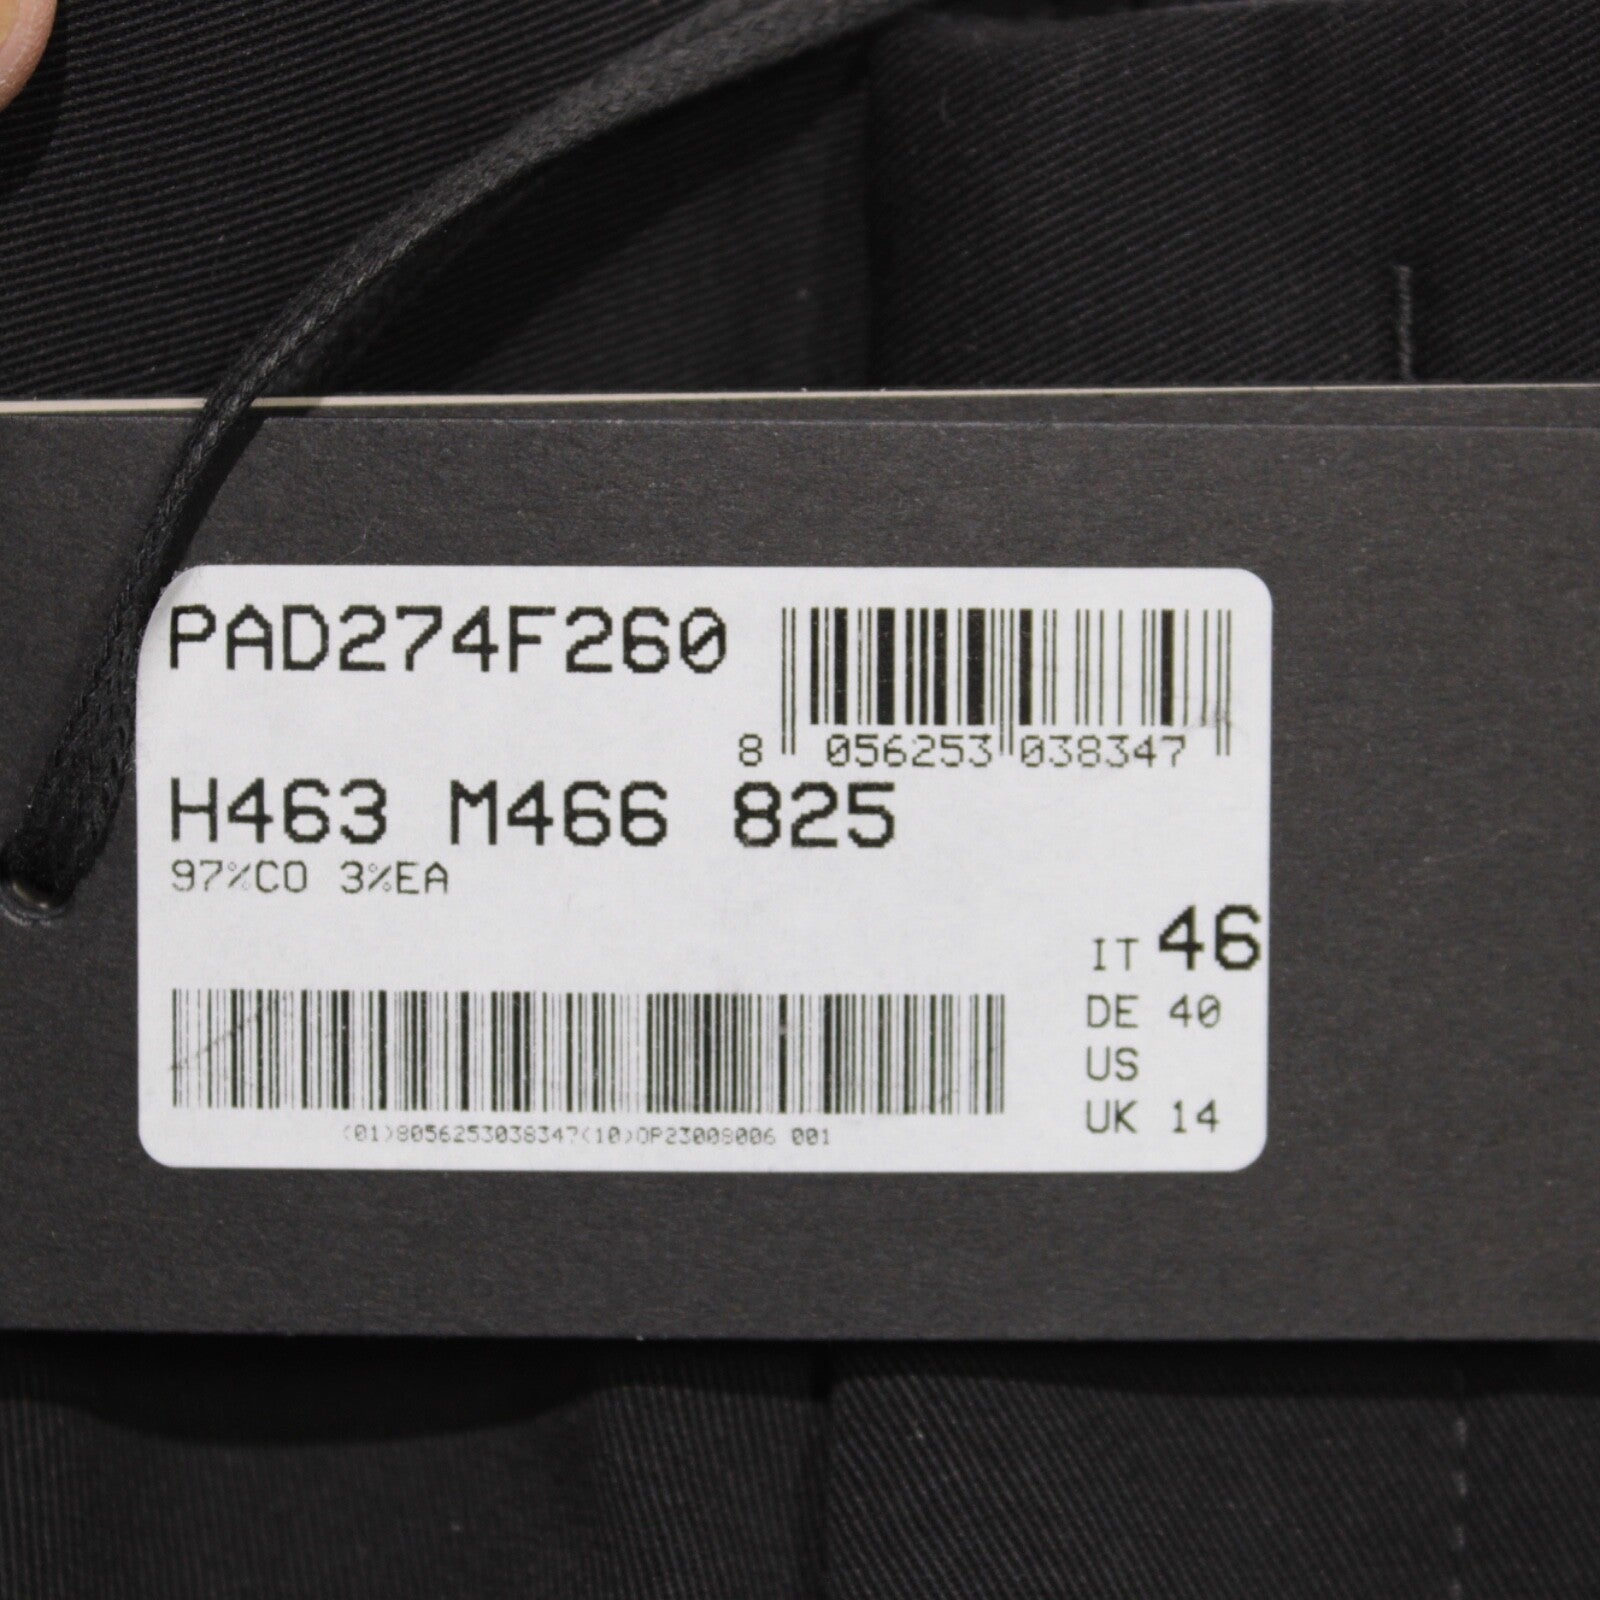 PAD274F260
8 056253 038347
H463 M466 825
97%CO 3%EA
IT 46
DE 40
US
UK 14
(01)8056253038347(10)OP23008006 001